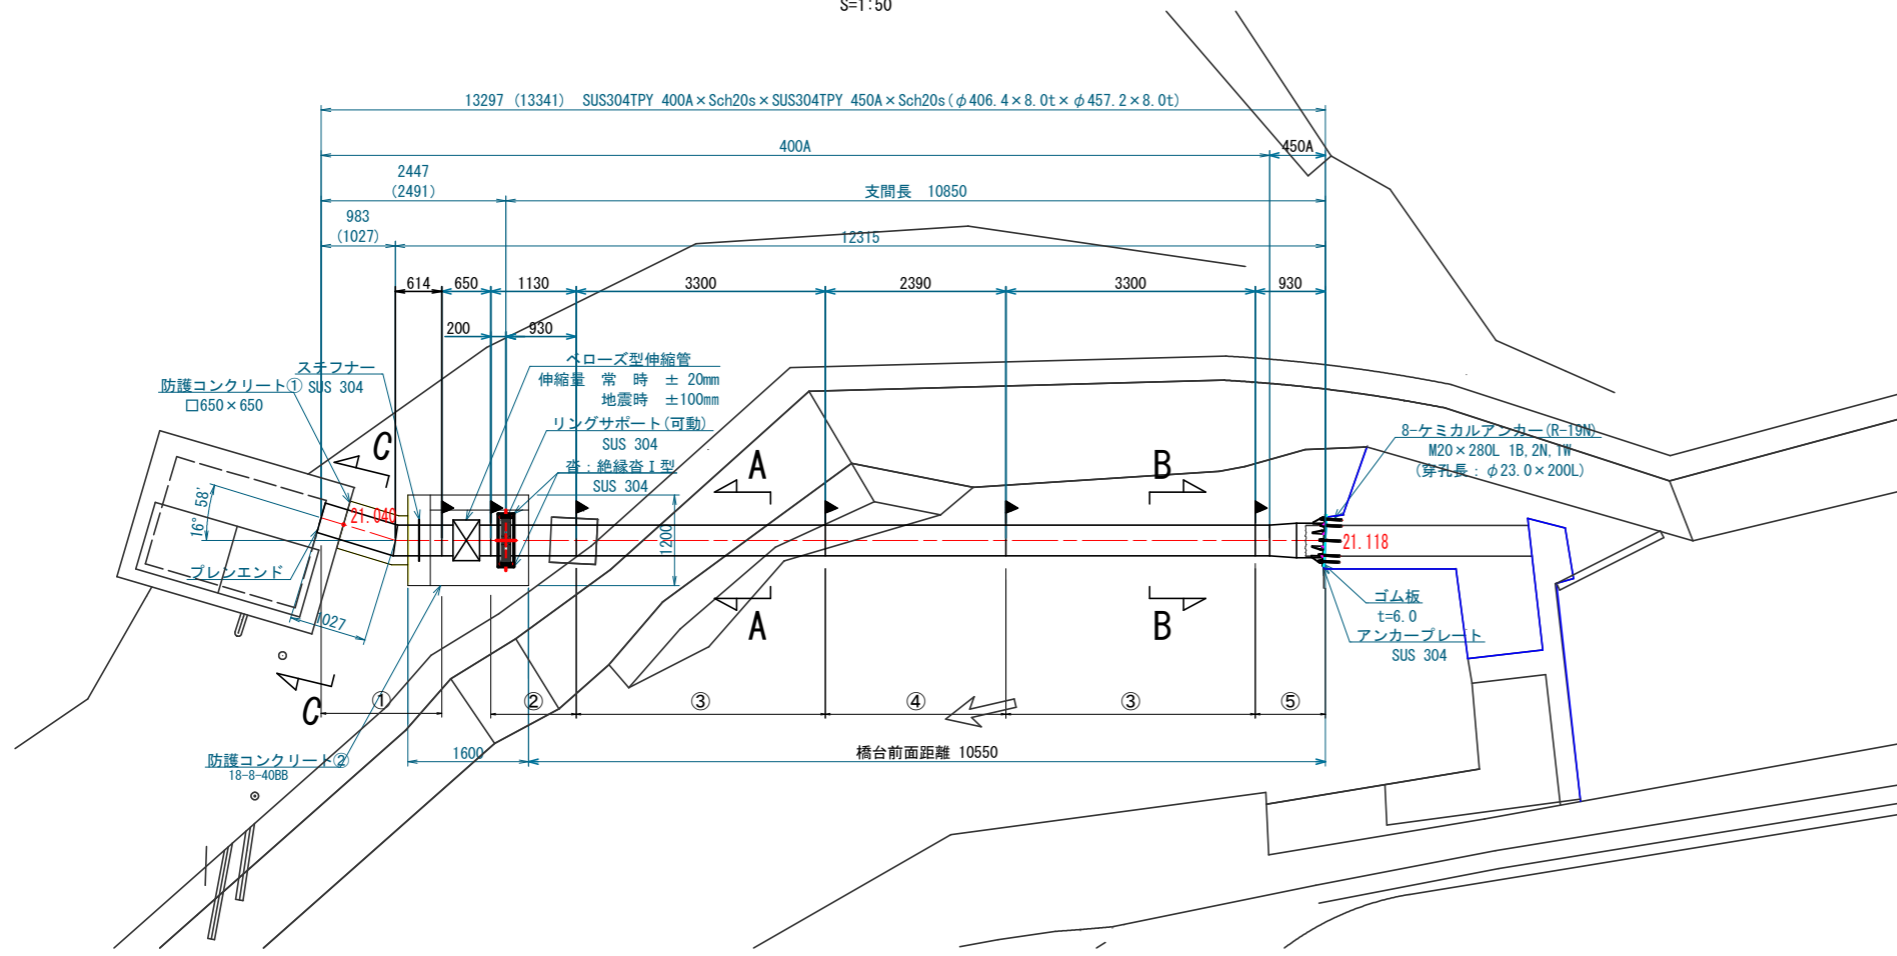 S=1:50
13297 (13341) SUS304TPY 400A×Sch20s×SUS304TPY 450A×Sch20s(φ406.4×8.0t×φ457.2×8.0t)
400A
450A
2447
(2491)
支間長 10850
983
(1027)
12315
614
650
1130
3300
2390
3300
930
200
930
ベローズ型伸縮管
伸縮量 常 時 ± 20mm
地震時 ±100mm
スチフナー
SUS 304
防護コンクリート①
□650×650
リングサポート(可動)
SUS 304
沓:絶縁沓Ⅰ型
SUS 304
8-ケミカルアンカー(R-19N)
M20×280L 1B,2N,1W
(穿孔長:φ23.0×200L)
C
A
B
16° 58'
21.040
1200
21.118
プレンエンド
1027
ゴム板
t=6.0
アンカープレート
SUS 304
A
B
C
①
②
③
④
③
⑤
防護コンクリート②
18-8-40BB
1600
橋台前面距離 10550